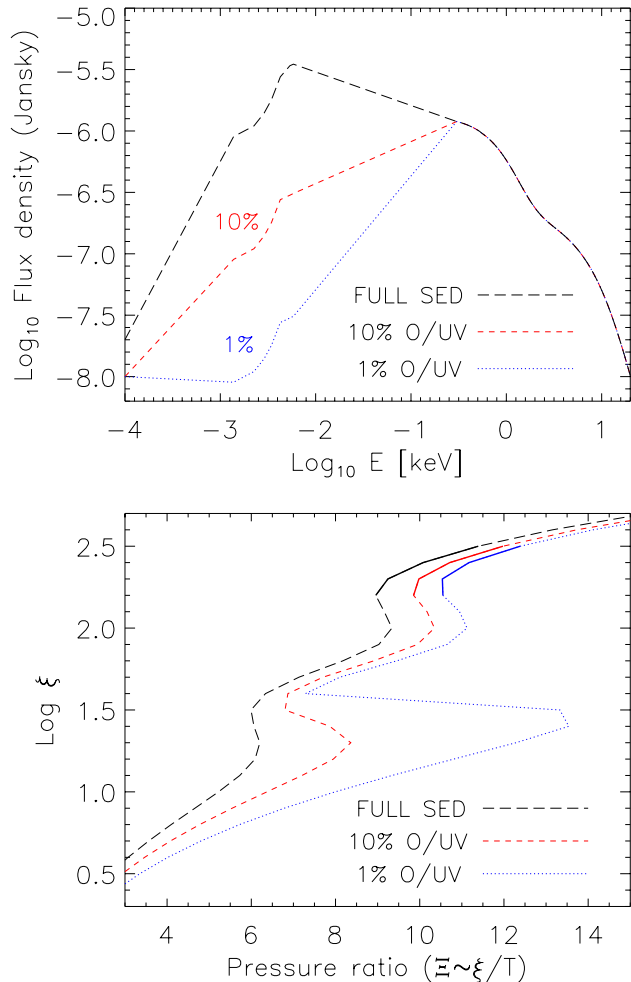 -5.0
-5.5
-6.0
-6.5
-7.0
-7.5
-8.0
Log₁₀ Flux density (Jansky)
10%
1%
FULL SED
10% O/UV
1% O/UV
-4 -3 -2 -1 0 1
Log₁₀ E [keV]
2.5
2.0
1.5
1.0
0.5
Log ξ
FULL SED
10% O/UV
1% O/UV
4 6 8 10 12 14
Pressure ratio (Ξ~ξ/T)